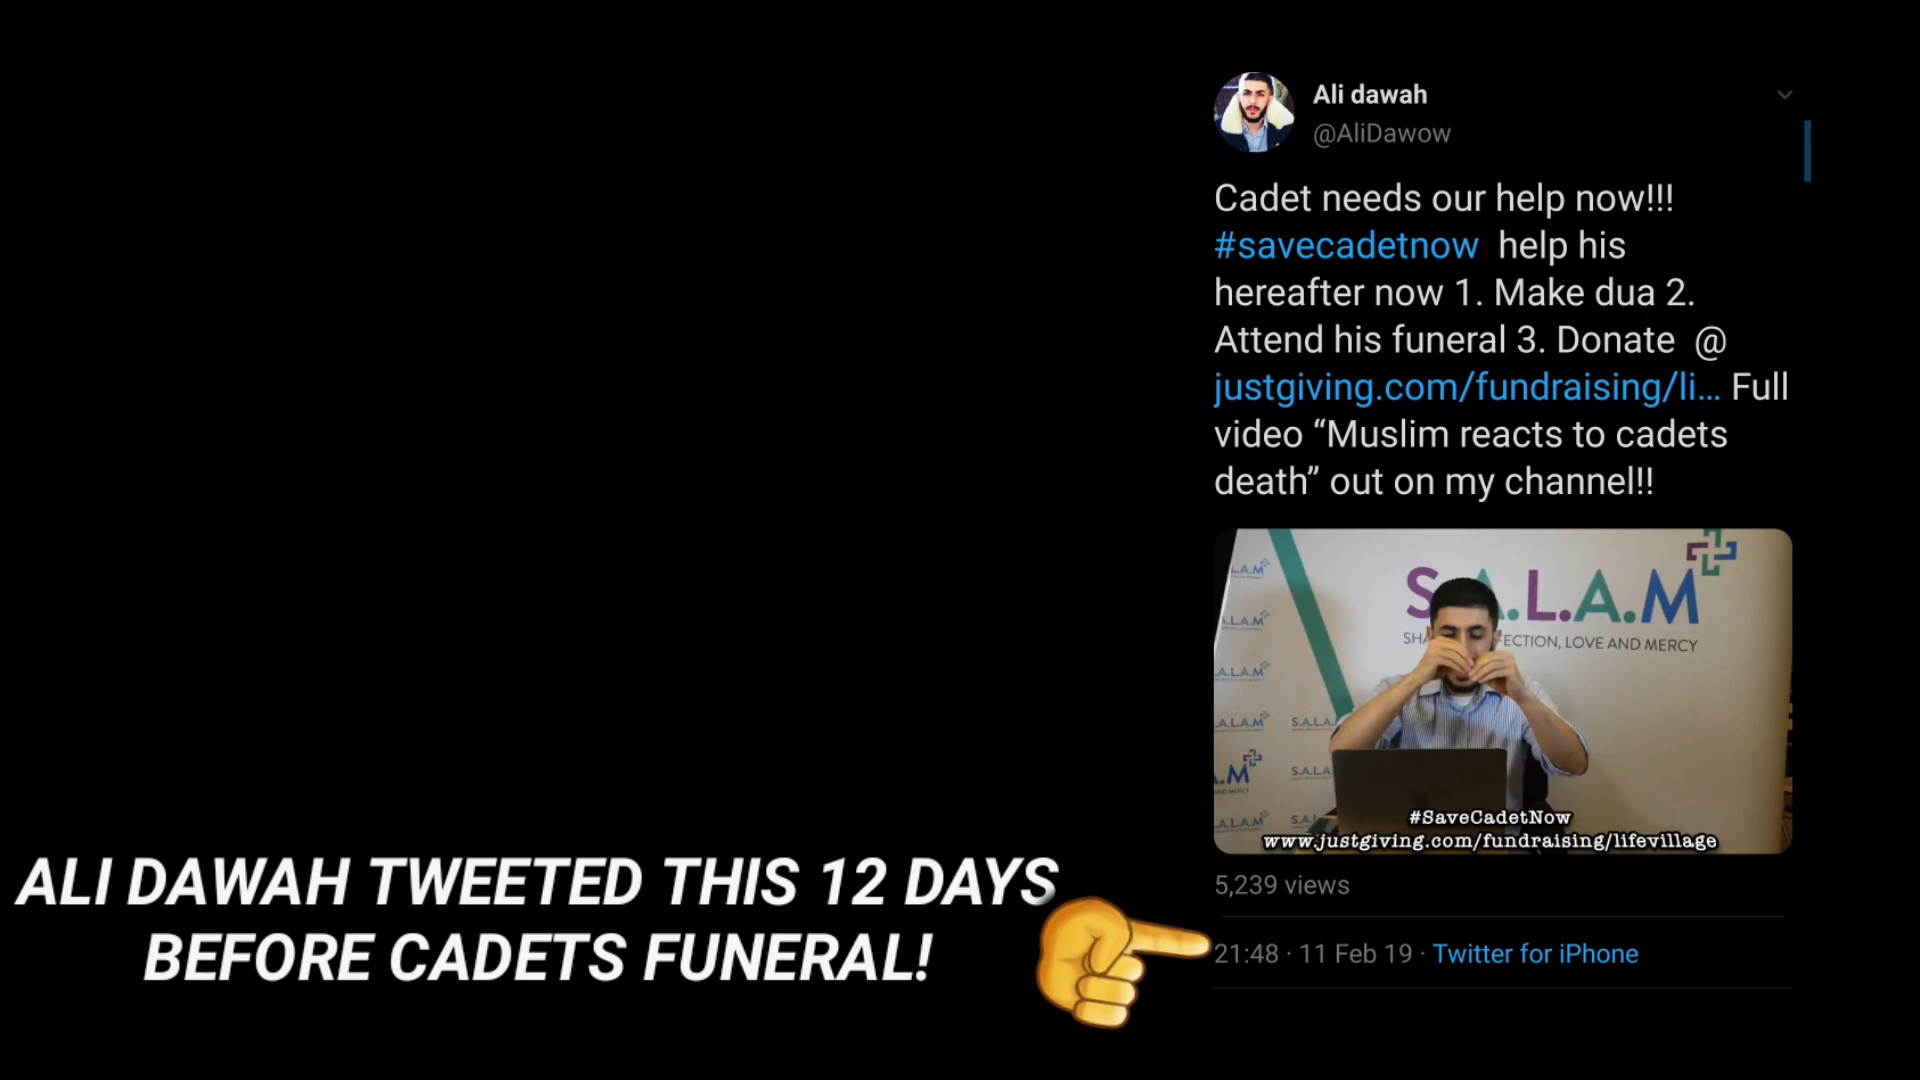 Ali dawah
@AliDawow
Cadet needs our help now!!!
#savecadetnow help his
hereafter now 1. Make dua 2.
Attend his funeral 3. Donate @
justgiving.com/fundraising/li... Full
video “Muslim reacts to cadets
death” out on my channel!!
S.A.L.A.M
ECTION, LOVE AND MERCY
#SaveCadetNow
www.justgiving.com/fundraising/lifevillage
5,239 views
21:48 · 11 Feb 19 · Twitter for iPhone
ALI DAWAH TWEETED THIS 12 DAYS
BEFORE CADETS FUNERAL!